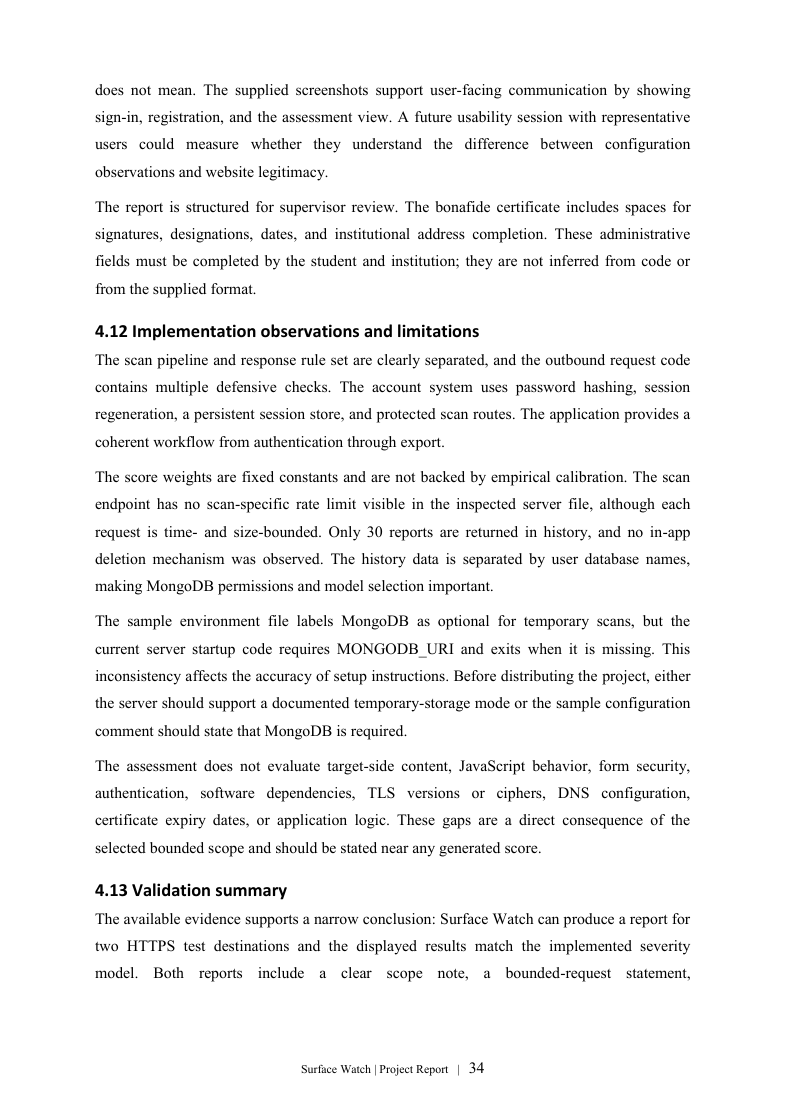 does not mean. The supplied screenshots support user-facing communication by showing
sign-in, registration, and the assessment view. A future usability session with representative
users could measure whether they understand the difference between configuration
observations and website legitimacy.
The report is structured for supervisor review. The bonafide certificate includes spaces for
signatures, designations, dates, and institutional address completion. These administrative
fields must be completed by the student and institution; they are not inferred from code or
from the supplied format.
4.12 Implementation observations and limitations
The scan pipeline and response rule set are clearly separated, and the outbound request code
contains multiple defensive checks. The account system uses password hashing, session
regeneration, a persistent session store, and protected scan routes. The application provides a
coherent workflow from authentication through export.
The score weights are fixed constants and are not backed by empirical calibration. The scan
endpoint has no scan-specific rate limit visible in the inspected server file, although each
request is time- and size-bounded. Only 30 reports are returned in history, and no in-app
deletion mechanism was observed. The history data is separated by user database names,
making MongoDB permissions and model selection important.
The sample environment file labels MongoDB as optional for temporary scans, but the
current server startup code requires MONGODB_URI and exits when it is missing. This
inconsistency affects the accuracy of setup instructions. Before distributing the project, either
the server should support a documented temporary-storage mode or the sample configuration
comment should state that MongoDB is required.
The assessment does not evaluate target-side content, JavaScript behavior, form security,
authentication, software dependencies, TLS versions or ciphers, DNS configuration,
certificate expiry dates, or application logic. These gaps are a direct consequence of the
selected bounded scope and should be stated near any generated score.
4.13 Validation summary
The available evidence supports a narrow conclusion: Surface Watch can produce a report for
two HTTPS test destinations and the displayed results match the implemented severity
model. Both reports include a clear scope note, a bounded-request statement,
Surface Watch | Project Report | 34